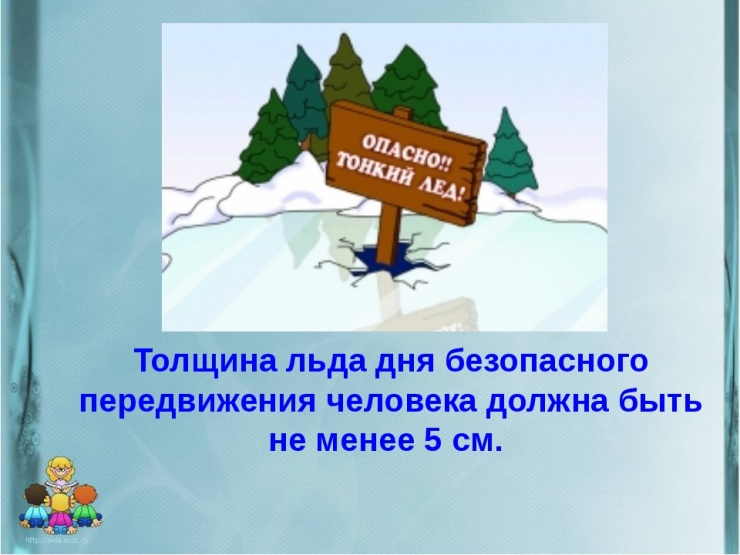 ОПАСНО!!
ТОНКИЙ ЛЕД!
Толщина льда дня безопасного
передвижения человека должна быть
не менее 5 см.